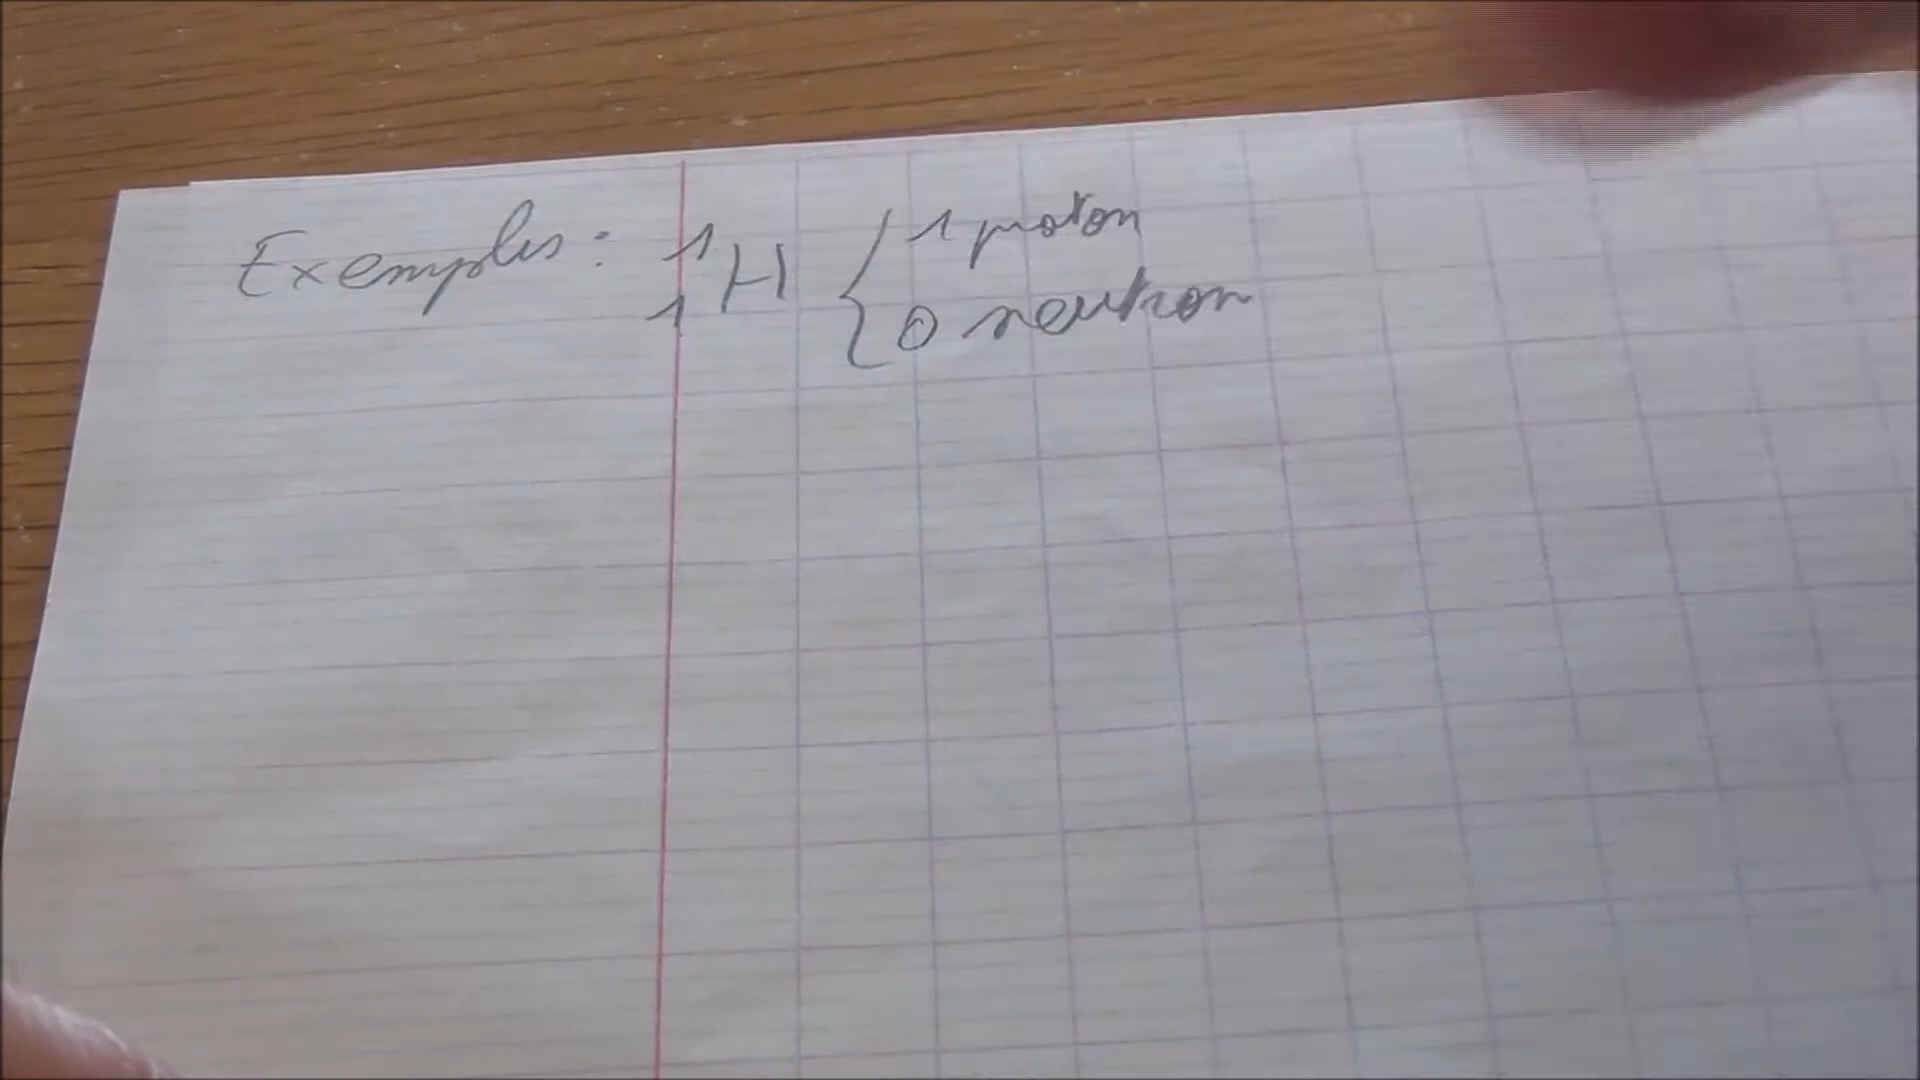 Exemples : ¹₁H { 1 proton
0 neutron